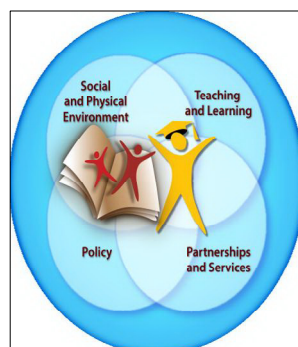 Social
and Physical
Environment
Teaching
and Learning
Policy
Partnerships
and Services